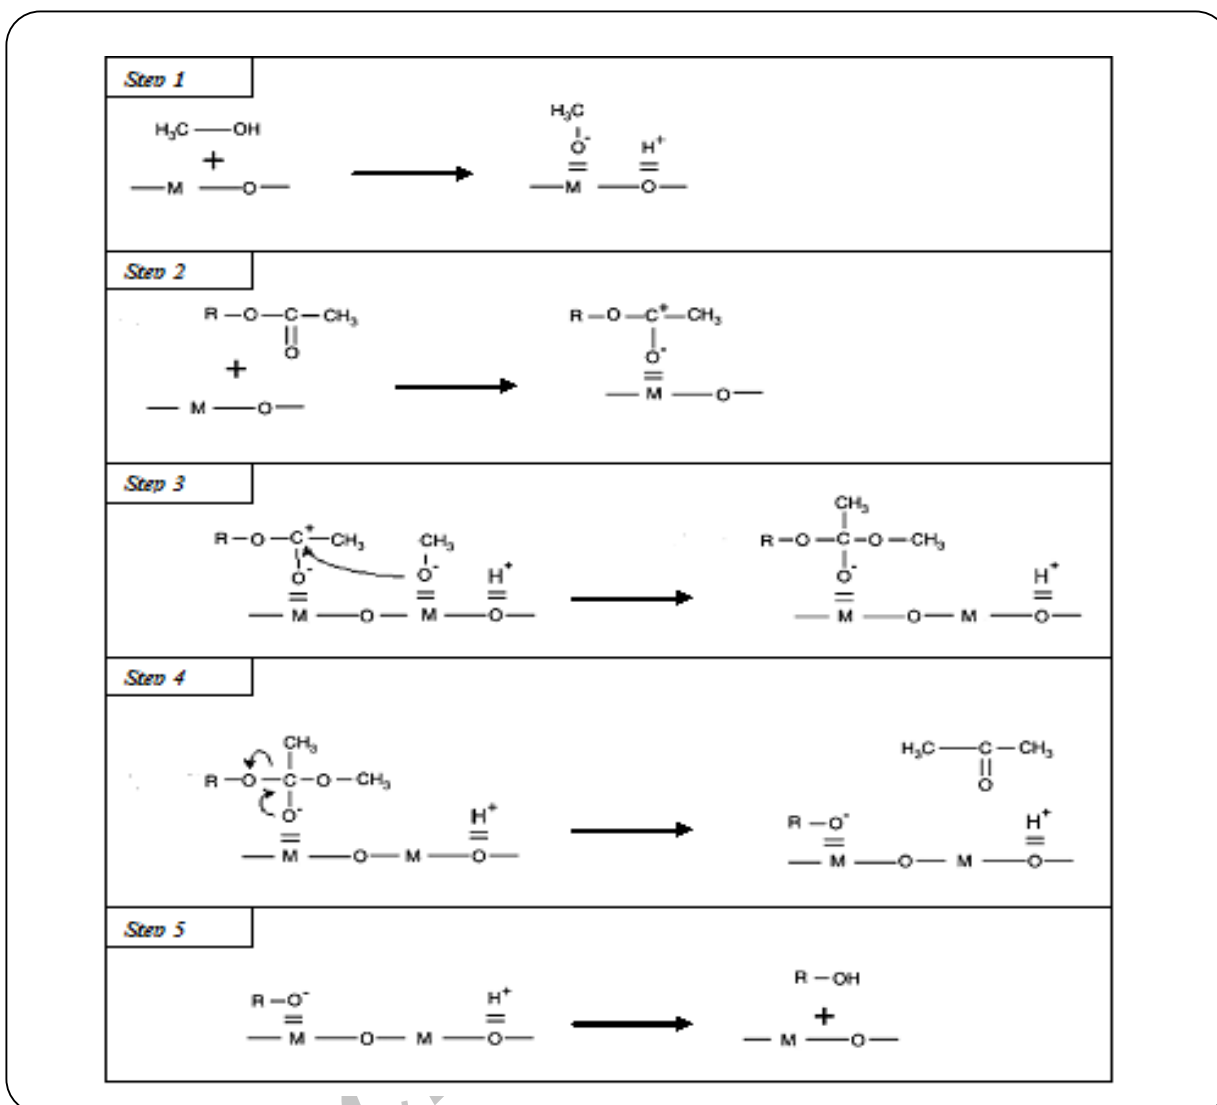 Step 1
H3C — OH
+
— M — O —
H3C
O-
H+
— M — O —
Step 2
R — O — C — CH3
O
+
— M — O —
R — O — C+ — CH3
O-
— M — O —
Step 3
R — O — C+ — CH3
CH3
O-
O-
H+
— M — O — M — O —
CH3
R — O — C — O — CH3
O-
H+
— M — O — M — O —
Step 4
CH3
R — O — C — O — CH3
O-
H+
— M — O — M — O —
H3C — C — CH3
O
R — O-
H+
— M — O — M — O —
Step 5
R — O-
H+
— M — O — M — O —
R — OH
+
— M — O —